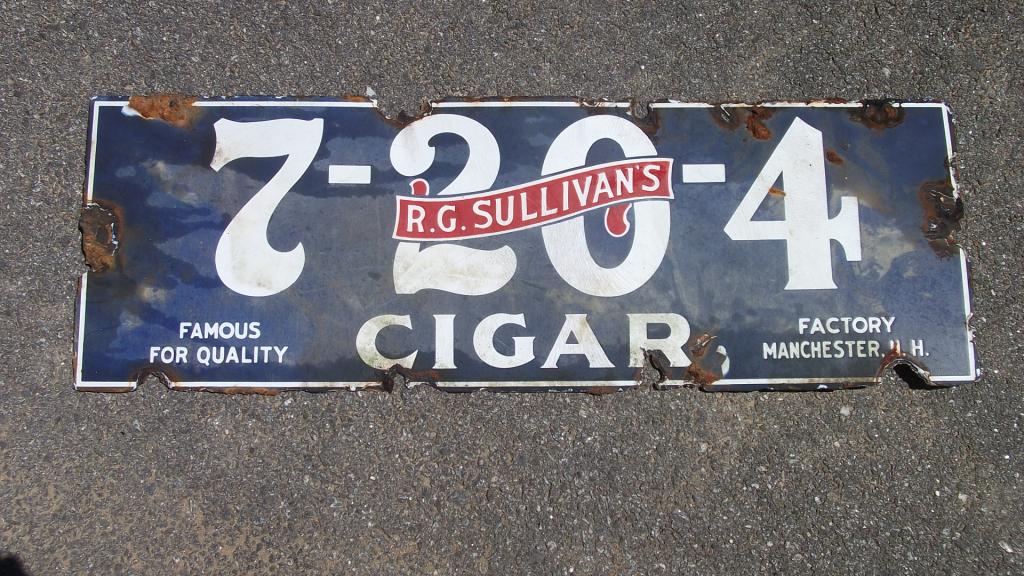 7-20-4
R.G. SULLIVAN'S
CIGAR
FAMOUS
FOR QUALITY
FACTORY
MANCHESTER, N.H.